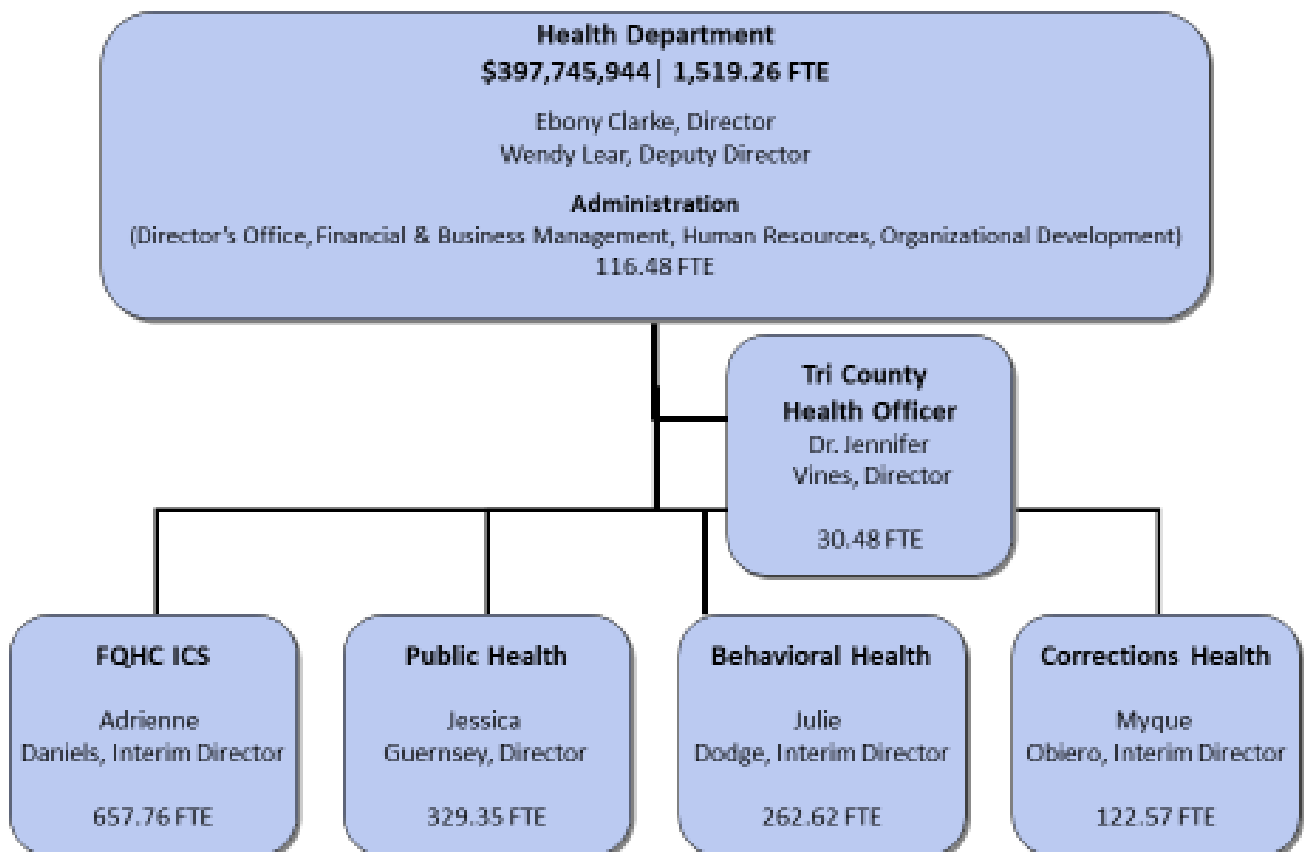 Health Department
$397,745,944| 1,519.26 FTE
Ebony Clarke, Director
Wendy Lear, Deputy Director
Administration
(Director's Office, Financial & Business Management, Human Resources, Organizational Development)
116.48 FTE
Tri County
Health Officer
Dr. Jennifer
Vines, Director
30.48 FTE
FQHC ICS
Adrienne
Daniels, Interim Director
657.76 FTE
Public Health
Jessica
Guernsey, Director
329.35 FTE
Behavioral Health
Julie
Dodge, Interim Director
262.62 FTE
Corrections Health
Myque
Obiero, Interim Director
122.57 FTE